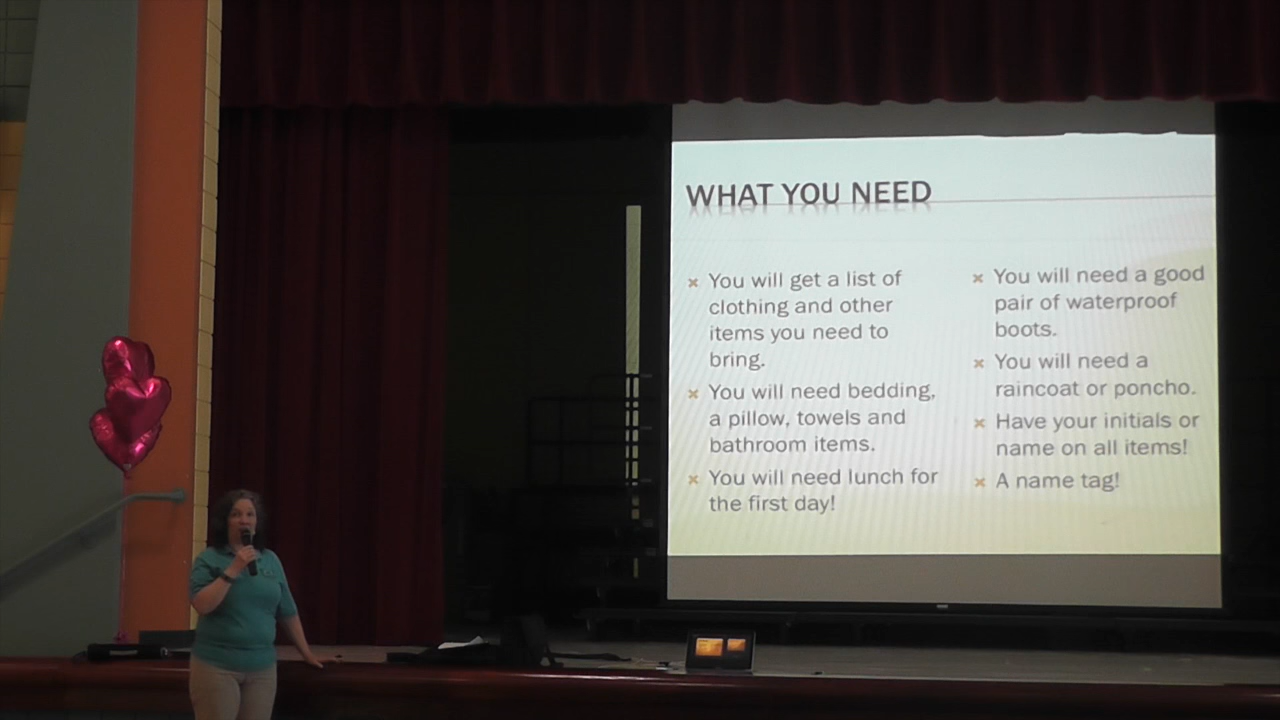 WHAT YOU NEED
You will get a list of
clothing and other
items you need to
bring.
You will need bedding,
a pillow, towels and
bathroom items.
You will need lunch for
the first day!
You will need a good
pair of waterproof
boots.
You will need a
raincoat or poncho.
Have your initials or
name on all items!
A name tag!